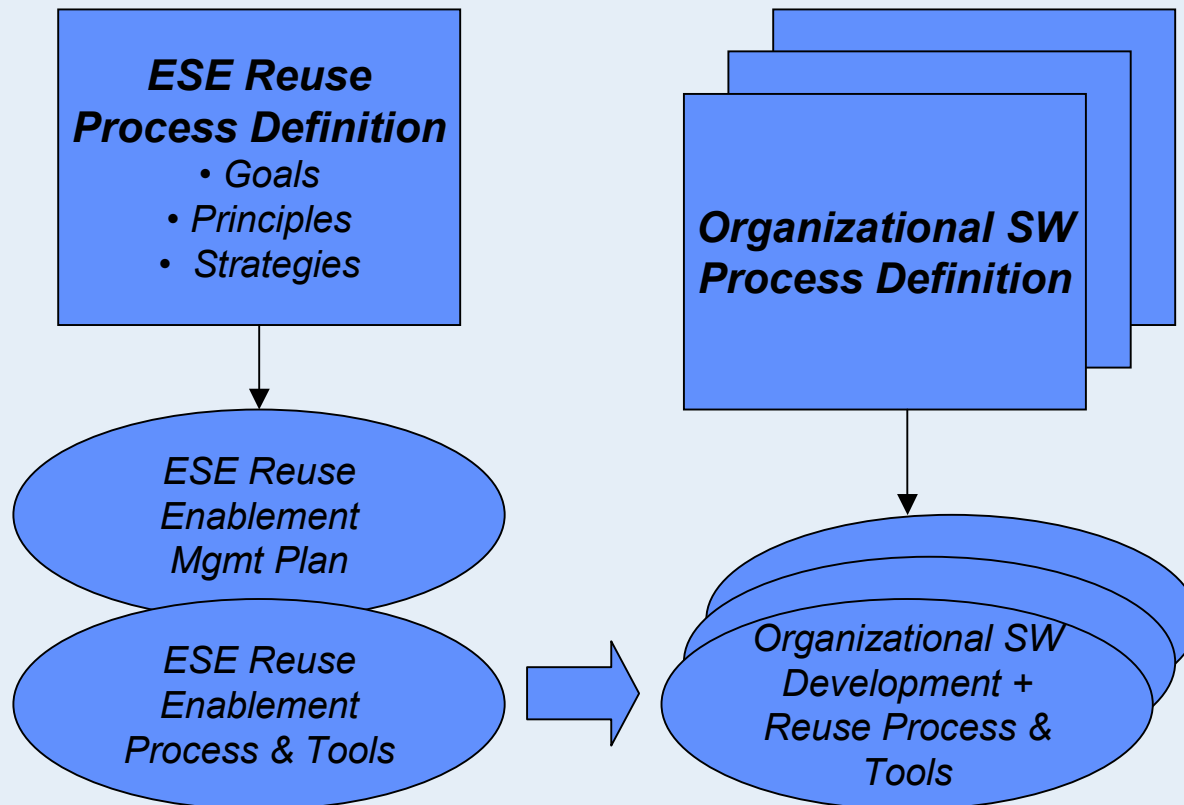 ESE Reuse
Process Definition
• Goals
• Principles
• Strategies
Organizational SW
Process Definition
ESE Reuse
Enablement
Mgmt Plan
ESE Reuse
Enablement
Process & Tools
Organizational SW
Development +
Reuse Process &
Tools